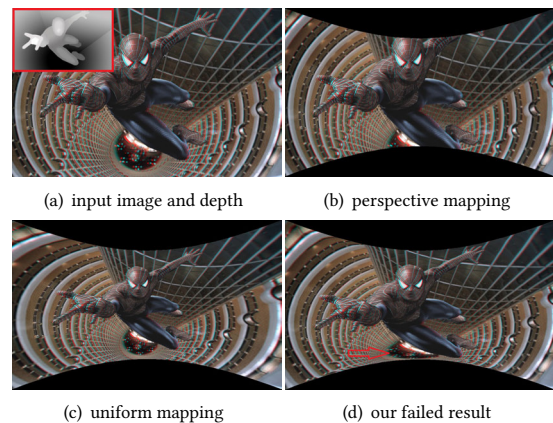 (a) input image and depth
(b) perspective mapping
(c) uniform mapping
(d) our failed result